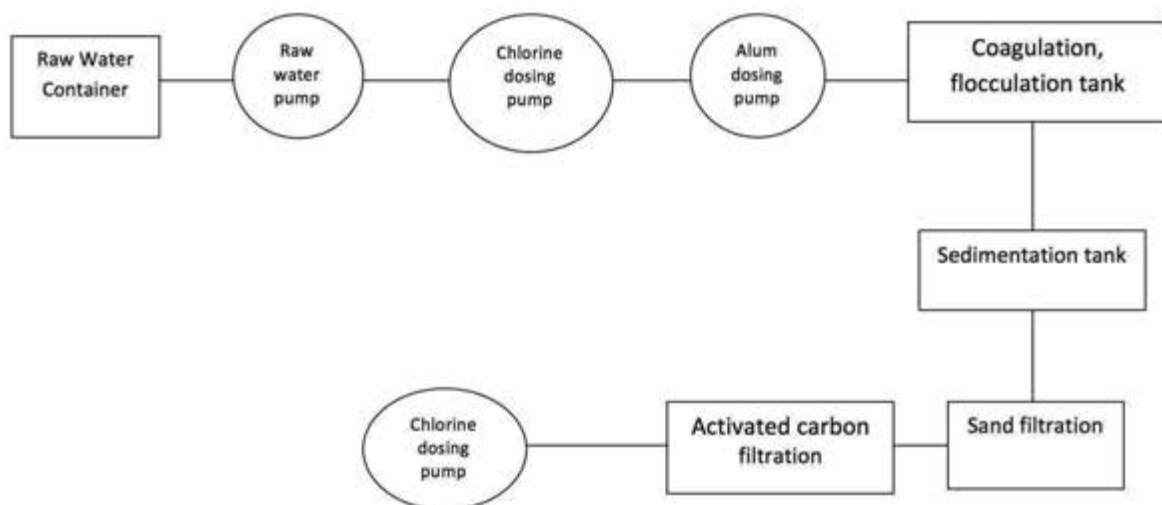 Raw Water
Container
Raw
water
pump
Chlorine
dosing
pump
Alum
dosing
pump
Coagulation,
flocculation tank
Sedimentation tank
Sand filtration
Activated carbon
filtration
Chlorine
dosing
pump